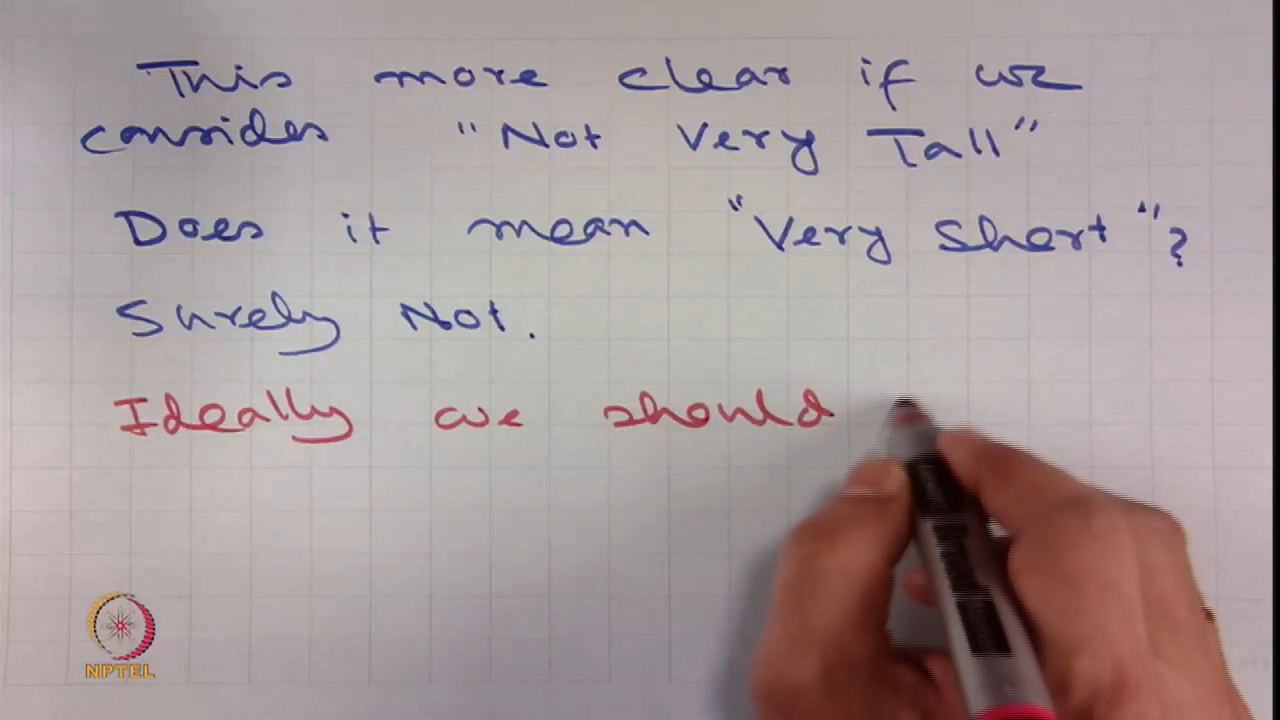 This more clear if we
consider "Not Very Tall"
Does it mean "Very Short"?
Surely Not.
Ideally we should
NPTEL